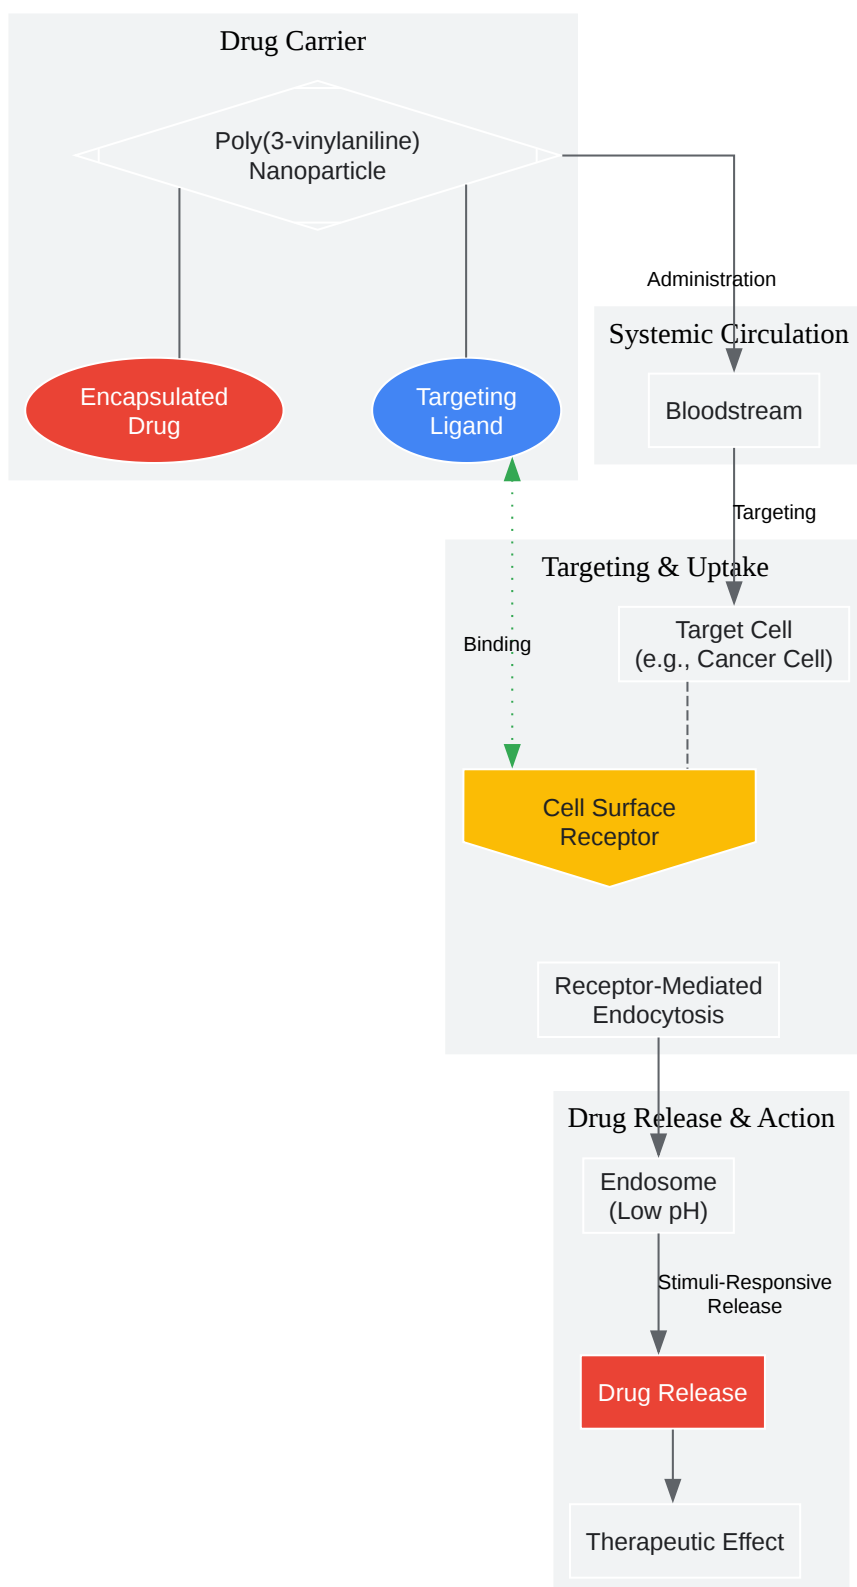 Drug Carrier
Poly(3-vinylaniline)
Nanoparticle
Administration
Systemic Circulation
Encapsulated
Drug
Targeting
Ligand
Bloodstream
Targeting
Targeting & Uptake
Binding
Target Cell
(e.g., Cancer Cell)
Cell Surface
Receptor
Receptor-Mediated
Endocytosis
Drug Release & Action
Endosome
(Low pH)
Stimuli-Responsive
Release
Drug Release
Therapeutic Effect